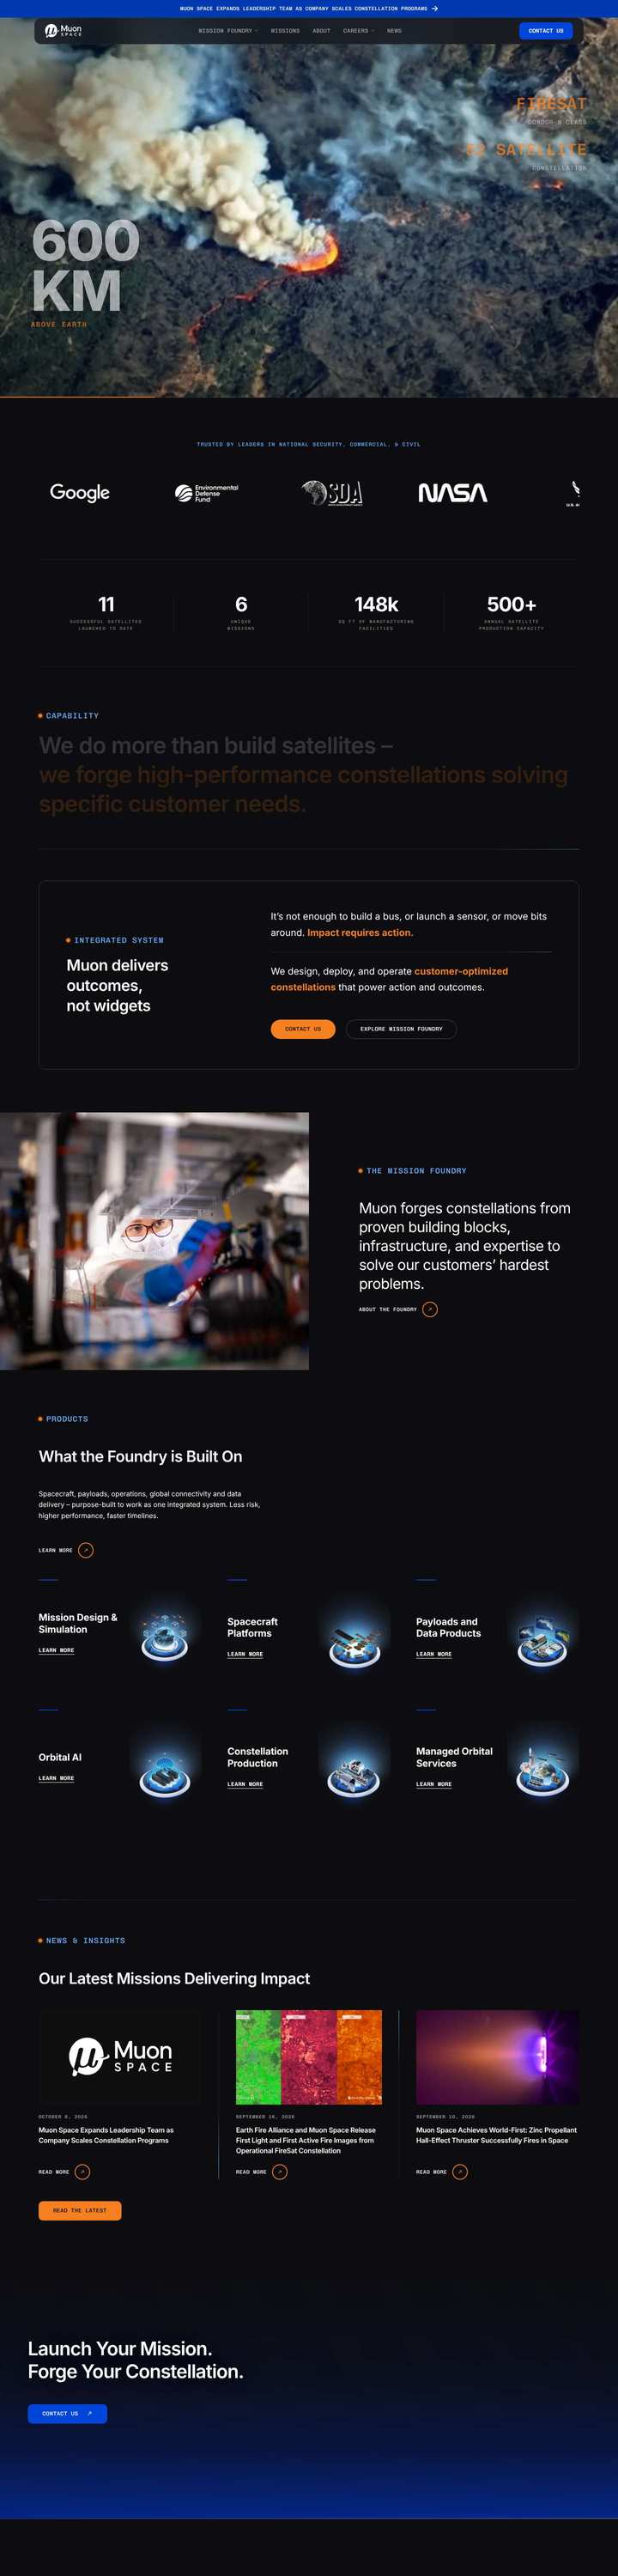 MUON SPACE EXPANDS LEADERSHIP TEAM AS COMPANY SCALES CONSTELLATION PROGRAMS
Muon
SPACE
MISSION FOUNDRY
MISSIONS
ABOUT
CAREERS
NEWS
CONTACT US
FIRESAT
SATELLITE
CONSTELLATION
600
KM
ABOVE EARTH
TRUSTED BY LEADERS IN NATIONAL SECURITY, COMMERCIAL, & CIVIL
Google
Environmental
Defense
Fund
SDA
NASA
11
SUCCESSFUL SATELLITES
LAUNCHED TO DATE
6
UNIQUE
MISSIONS
148k
SQ FT OF MANUFACTURING
FACILITIES
500+
ANNUAL SATELLITE
PRODUCTION CAPACITY
CAPABILITY
We do more than build satellites –
we forge high-performance constellations solving
specific customer needs.
INTEGRATED SYSTEM
Muon delivers
outcomes,
not widgets
It's not enough to build a bus, or launch a sensor, or move bits
around. Impact requires action.
We design, deploy, and operate customer-optimized
constellations that power action and outcomes.
CONTACT US
EXPLORE MISSION FOUNDRY
THE MISSION FOUNDRY
Muon forges constellations from
proven building blocks,
infrastructure, and expertise to
solve our customers' hardest
problems.
ABOUT THE FOUNDRY
PRODUCTS
What the Foundry is Built On
Spacecraft, payloads, operations, global connectivity and data
delivery – purpose-built to work as one integrated system. Less risk,
higher performance, faster timelines.
LEARN MORE
Mission Design &
Simulation
LEARN MORE
Spacecraft
Platforms
LEARN MORE
Payloads and
Data Products
LEARN MORE
Orbital AI
LEARN MORE
Constellation
Production
LEARN MORE
Managed Orbital
Services
LEARN MORE
NEWS & INSIGHTS
Our Latest Missions Delivering Impact
Muon
SPACE
OCTOBER 8, 2026
Muon Space Expands Leadership Team as
Company Scales Constellation Programs
READ MORE
SEPTEMBER 16, 2026
Earth Fire Alliance and Muon Space Release
First Light and First Active Fire Images from
Operational FireSat Constellation
READ MORE
SEPTEMBER 10, 2026
Muon Space Achieves World-First: Zinc Propellant
Hall-Effect Thruster Successfully Fires in Space
READ MORE
READ THE LATEST
Launch Your Mission.
Forge Your Constellation.
CONTACT US